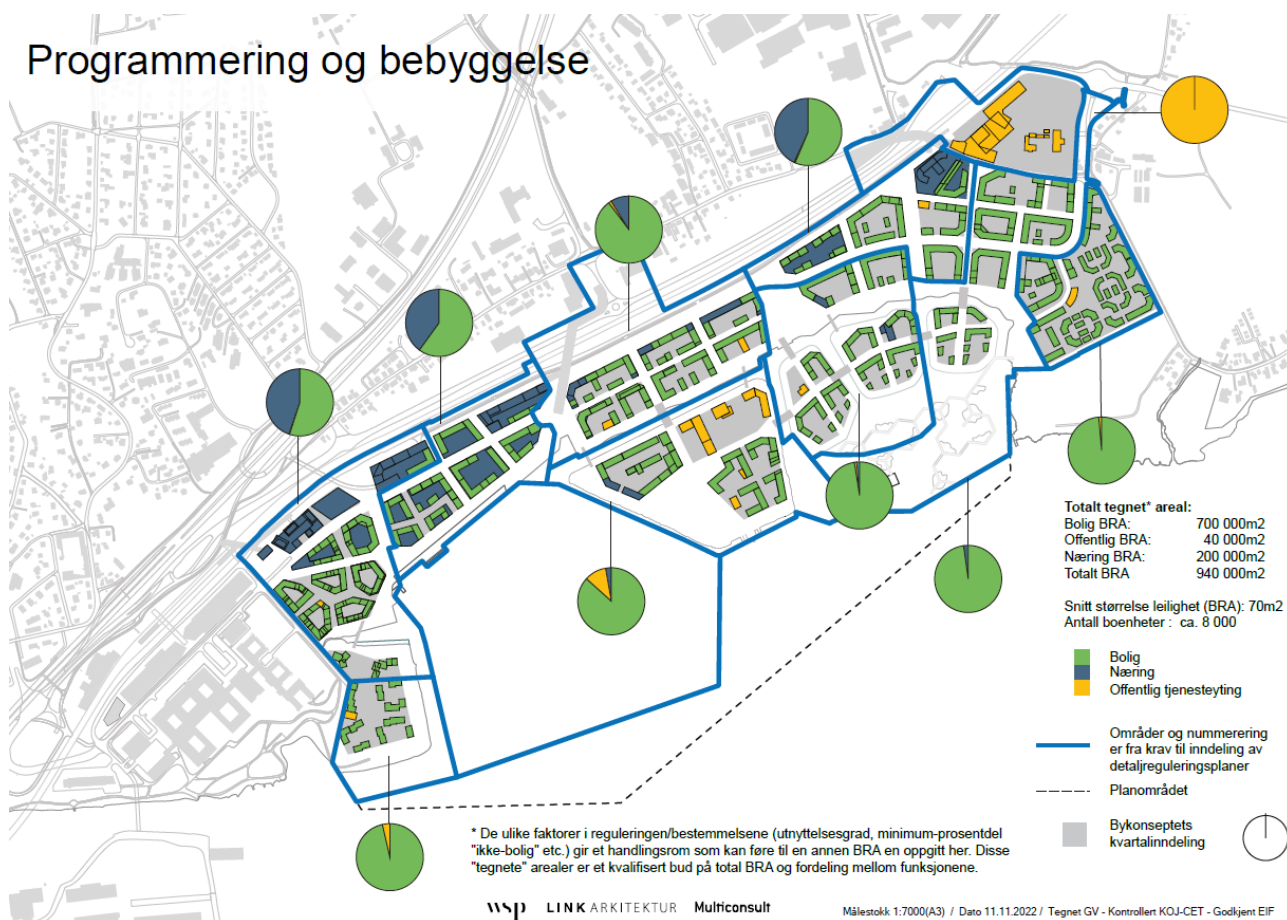 Programmering og bebyggelse
Totalt tegnet* areal:
Bolig BRA: 700 000m2
Offentlig BRA: 40 000m2
Næring BRA: 200 000m2
Totalt BRA 940 000m2
Snitt størrelse leilighet (BRA): 70m2
Antall boenheter : ca. 8 000
Bolig
Næring
Offentlig tjenesteyting
Områder og nummerering
er fra krav til inndeling av
detaljreguleringsplaner
Planområdet
Bykonseptets
kvartalinndeling
* De ulike faktorer i reguleringen/bestemmelsene (utnyttelsesgrad, minimum-prosentdel
"ikke-bolig" etc.) gir et handlingsrom som kan føre til en annen BRA en oppgitt her. Disse
"tegnete" arealer er et kvalifisert bud på total BRA og fordeling mellom funksjonene.
wsp LINK ARKITEKTUR Multiconsult
Målestokk 1:7000(A3) / Dato 11.11.2022 / Tegnet GV - Kontrollert KOJ-CET - Godkjent EIF